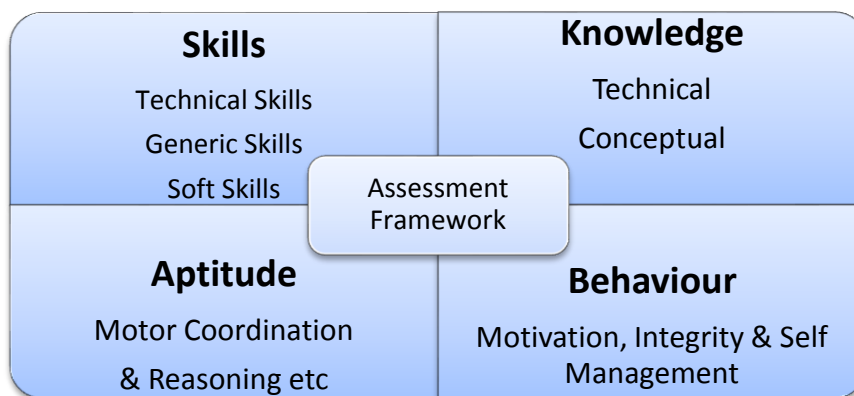 Skills
Technical Skills
Generic Skills
Soft Skills
Knowledge
Technical
Conceptual
Assessment
Framework
Aptitude
Motor Coordination
& Reasoning etc
Behaviour
Motivation, Integrity & Self
Management